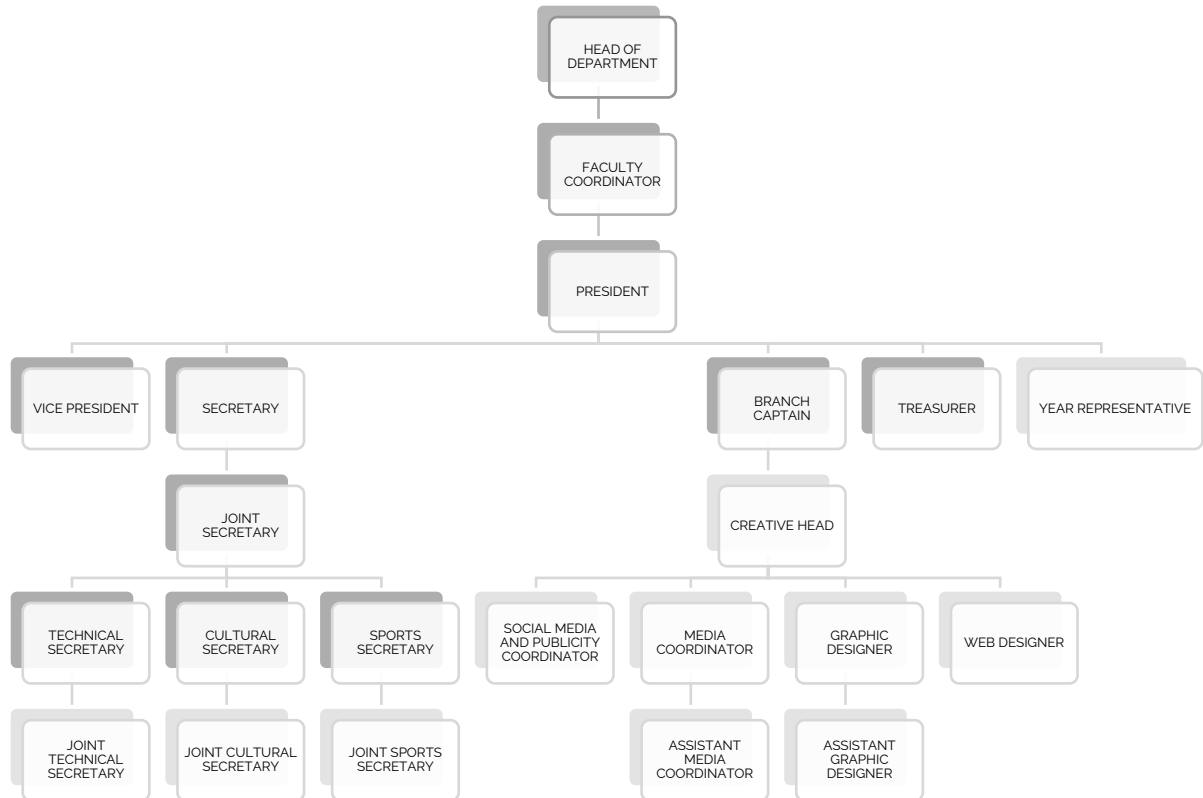 HEAD OF
DEPARTMENT
FACULTY
COORDINATOR
PRESIDENT
VICE PRESIDENT
SECRETARY
BRANCH
CAPTAIN
TREASURER
YEAR REPRESENTATIVE
JOINT
SECRETARY
CREATIVE HEAD
TECHNICAL
SECRETARY
CULTURAL
SECRETARY
SPORTS
SECRETARY
SOCIAL MEDIA
AND PUBLICITY
COORDINATOR
MEDIA
COORDINATOR
GRAPHIC
DESIGNER
WEB DESIGNER
JOINT
TECHNICAL
SECRETARY
JOINT CULTURAL
SECRETARY
JOINT SPORTS
SECRETARY
ASSISTANT
MEDIA
COORDINATOR
ASSISTANT
GRAPHIC
DESIGNER